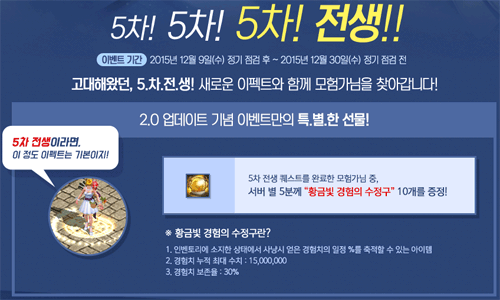 5차! 5차! 5차! 전생!!
이벤트 기간 2015년 12월 9일(수) 정기 점검 후 ~ 2015년 12월 30일(수) 정기 점검 전
고대해왔던, 5.차.전.생! 새로운 이펙트와 함께 모험가님을 찾아갑니다!
2.0 업데이트 기념 이벤트만의 특.별.한 선물!
5차 전생이라면,
이 정도 이펙트는 기본이지!
5차 전생 퀘스트를 완료한 모험가님 중,
서버 별 5분께 "황금빛 경험의 수정구" 10개를 증정!
※ 황금빛 경험의 수정구란?
1. 인벤토리에 소지한 상태에서 사냥시 얻은 경험치의 일정 %를 축적할 수 있는 아이템
2. 경험치 누적 최대 수치 : 15,000,000
3. 경험치 보존율 : 30%